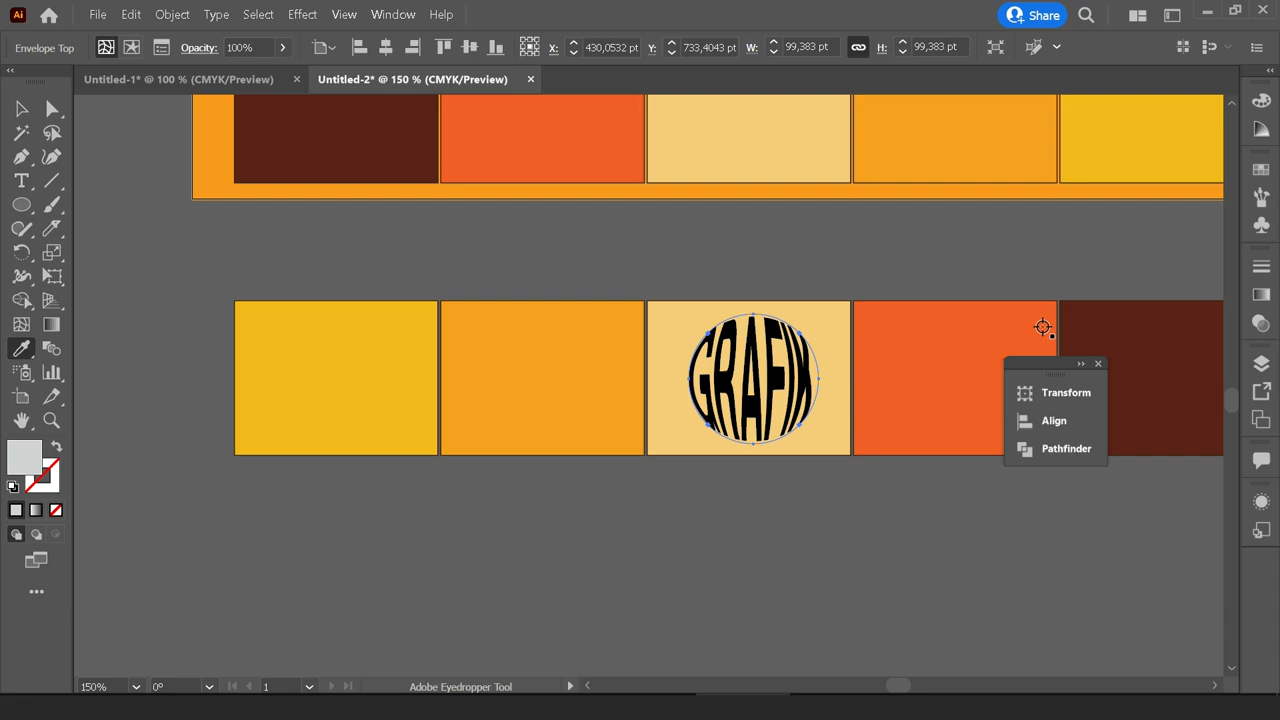 Ai File Edit Object Type Select Effect View Window Help Share
Envelope Top Opacity: 100% X: 430,0532 pt Y: 733,4043 pt W: 99,383 pt H: 99,383 pt
Untitled-1* @ 100 % (CMYK/Preview) Untitled-2* @ 150 % (CMYK/Preview)
GRAFIX
Transform
Align
Pathfinder
150% 0° 1 Adobe Eyedropper Tool